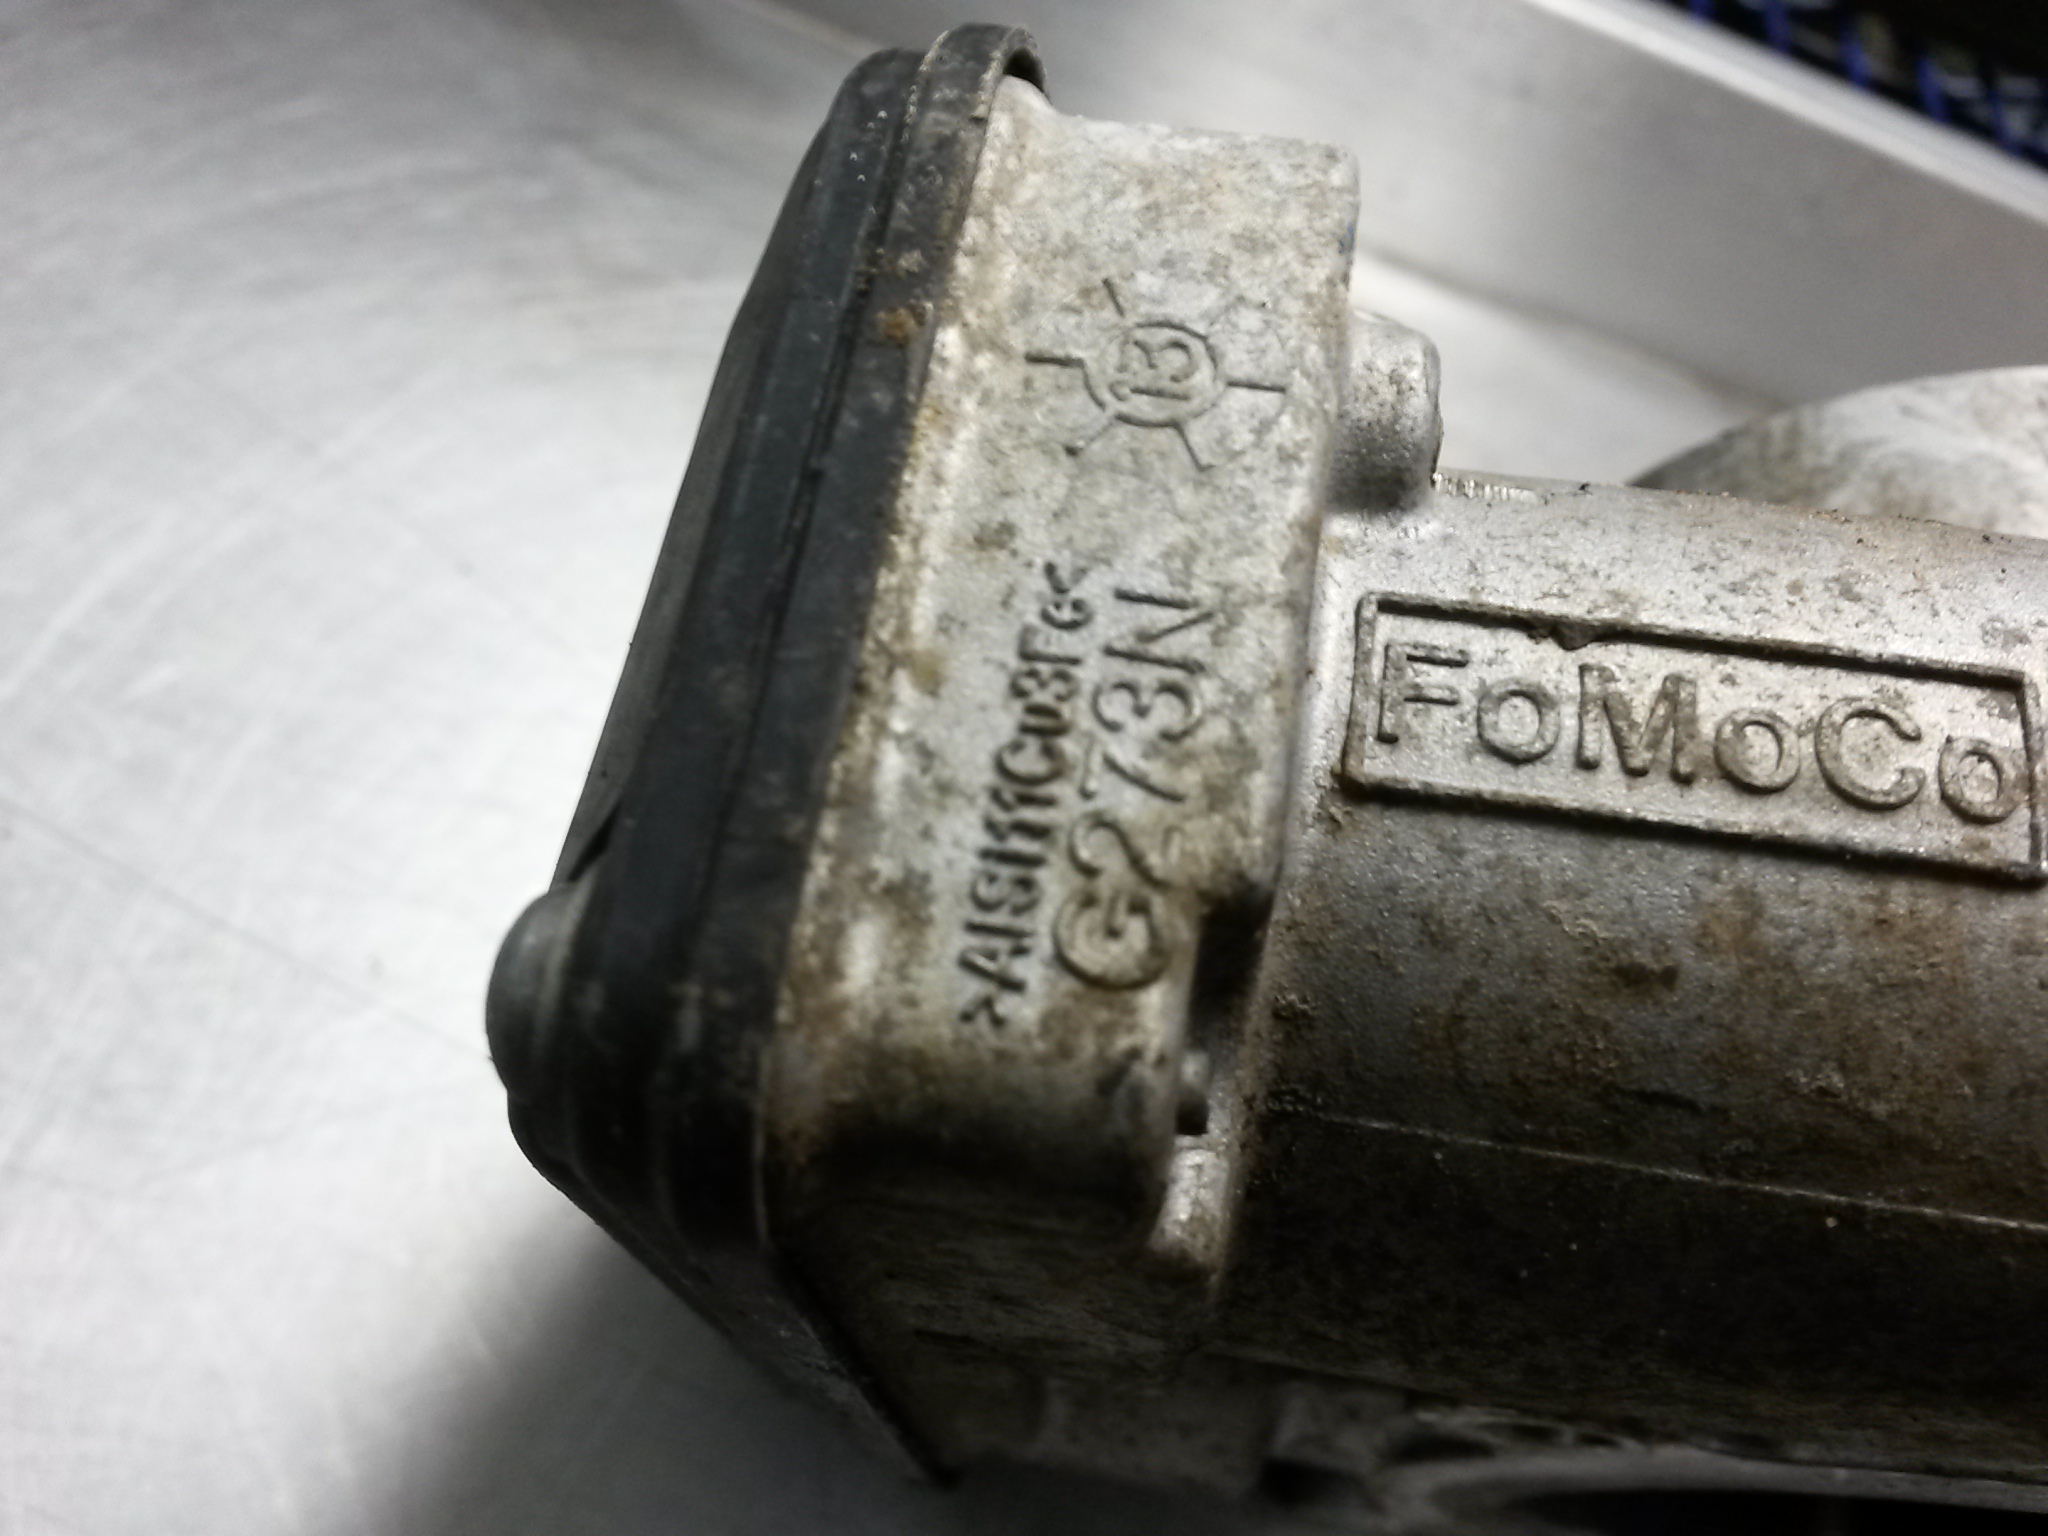 13
>AlSi11Cu3Fe<
G273N
FoMoCo